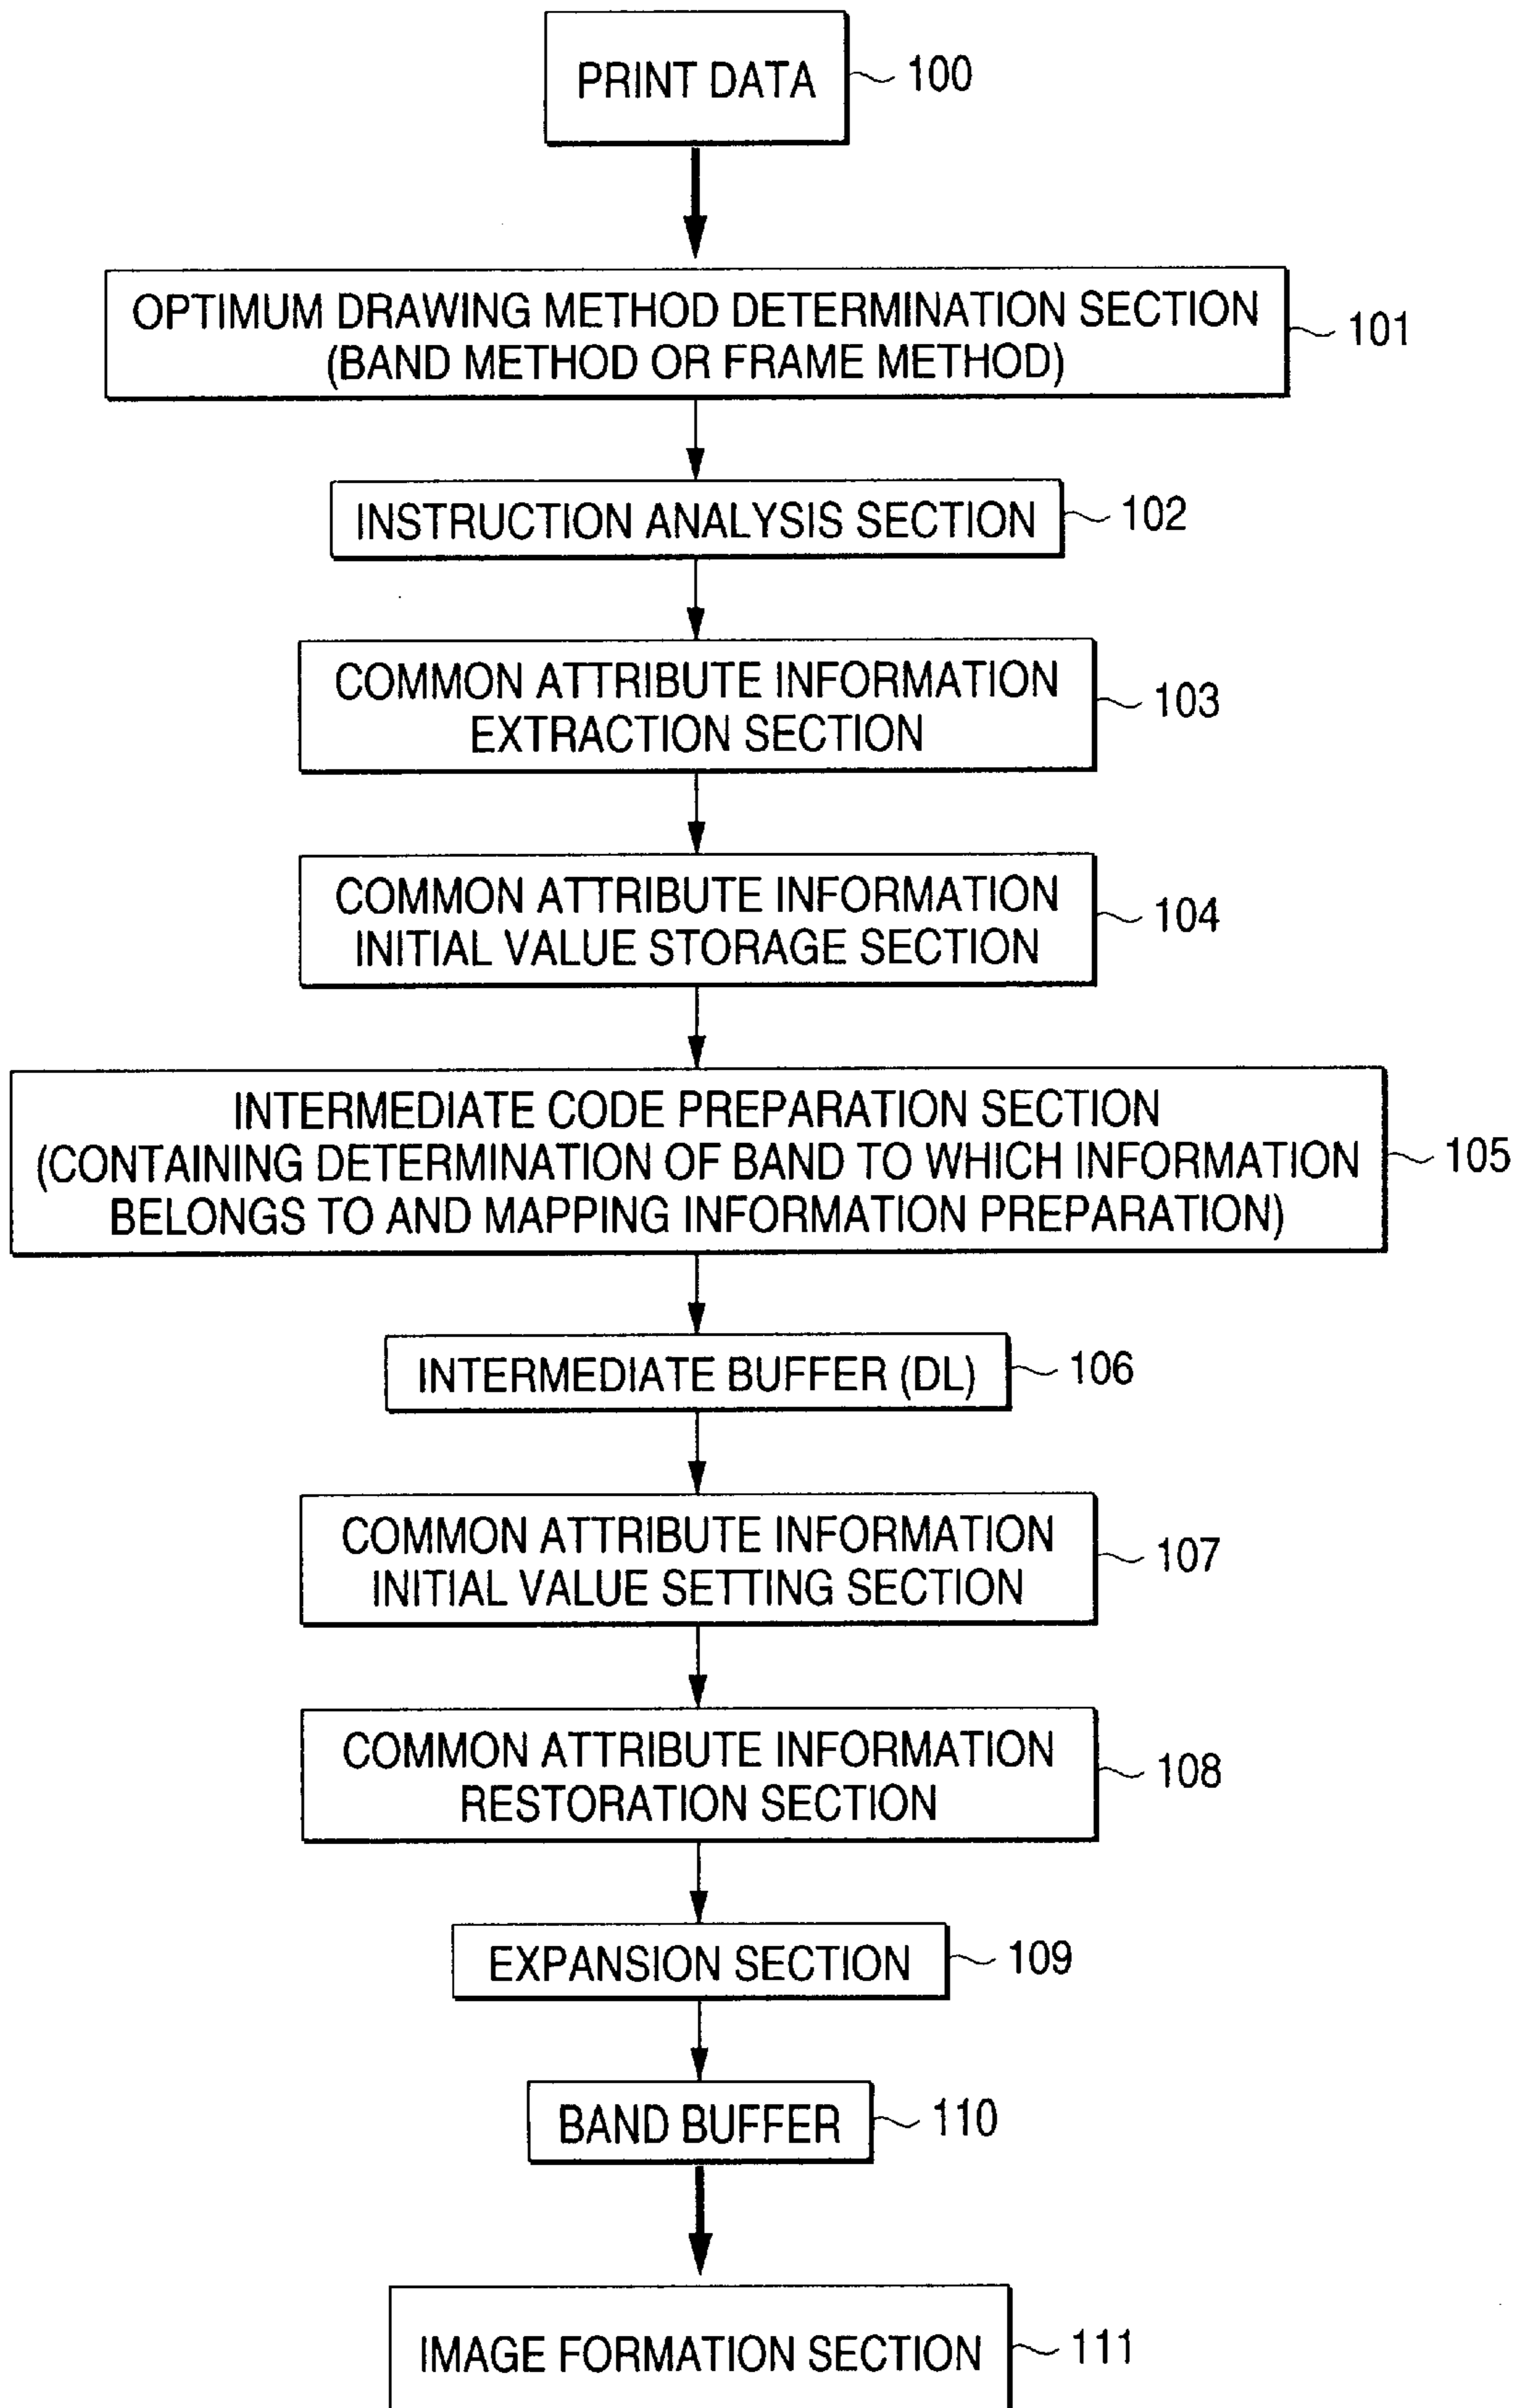 PRINT DATA
100
OPTIMUM DRAWING METHOD DETERMINATION SECTION
(BAND METHOD OR FRAME METHOD)
101
INSTRUCTION ANALYSIS SECTION
102
COMMON ATTRIBUTE INFORMATION
EXTRACTION SECTION
103
COMMON ATTRIBUTE INFORMATION
INITIAL VALUE STORAGE SECTION
104
INTERMEDIATE CODE PREPARATION SECTION
(CONTAINING DETERMINATION OF BAND TO WHICH INFORMATION
BELONGS TO AND MAPPING INFORMATION PREPARATION)
105
INTERMEDIATE BUFFER (DL)
106
COMMON ATTRIBUTE INFORMATION
INITIAL VALUE SETTING SECTION
107
COMMON ATTRIBUTE INFORMATION
RESTORATION SECTION
108
EXPANSION SECTION
109
BAND BUFFER
110
IMAGE FORMATION SECTION
111